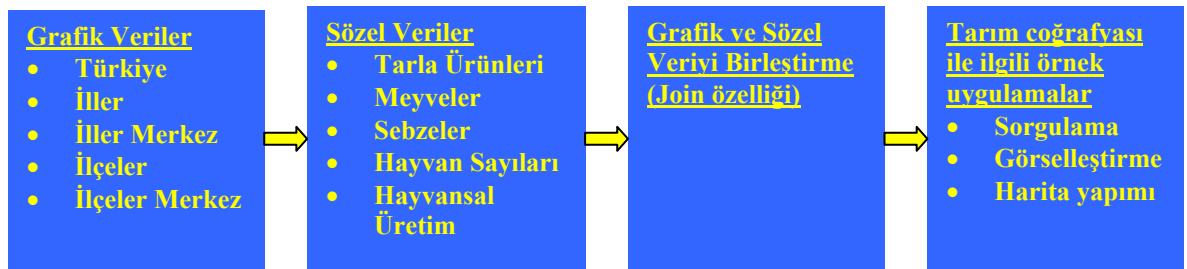 Grafik Veriler
• Türkiye
• İller
• İller Merkez
• İlçeler
• İlçeler Merkez
Sözel Veriler
• Tarla Ürünleri
• Meyveler
• Sebzeler
• Hayvan Sayıları
• Hayvansal
Üretim
Grafik ve Sözel
Veriyi Birleştirme
(Join özelliği)
Tarım coğrafyası
ile ilgili örnek
uygulamalar
• Sorgulama
• Görselleştirme
• Harita yapımı